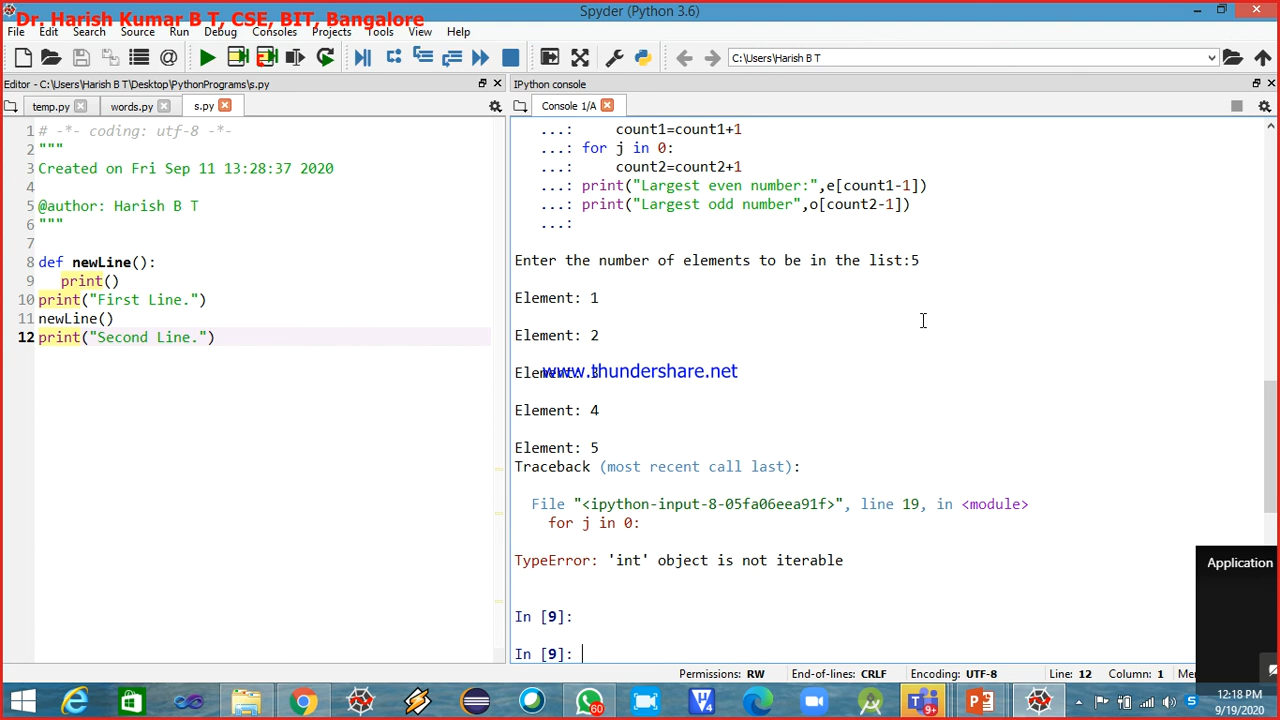 Spyder (Python 3.6)
Dr. Harish Kumar B T, CSE, BIT, Bangalore
File Edit Search Source Run Debug Consoles Projects Tools View Help
C:\Users\Harish B T
Editor - C:\Users\Harish B T\Desktop\PythonPrograms\s.py
temp.py words.py s.py
1 # -*- coding: utf-8 -*-
2 """
3 Created on Fri Sep 11 13:28:37 2020
4
5 @author: Harish B T
6 """
7
8 def newLine():
9 print()
10 print("First Line.")
11 newLine()
12 print("Second Line.")
IPython console
Console 1/A
...: count1=count1+1
...: for j in 0:
...: count2=count2+1
...: print("Largest even number:",e[count1-1])
...: print("Largest odd number",o[count2-1])
...:
Enter the number of elements to be in the list:5
Element: 1
Element: 2
Element: 3
www.thundershare.net
Element: 4
Element: 5
Traceback (most recent call last):
File "<ipython-input-8-05fa06eea91f>", line 19, in <module>
for j in 0:
TypeError: 'int' object is not iterable
In [9]:
In [9]:
Application
Permissions: RW End-of-lines: CRLF Encoding: UTF-8 Line: 12 Column: 1
60
9+
12:18 PM
9/19/2020